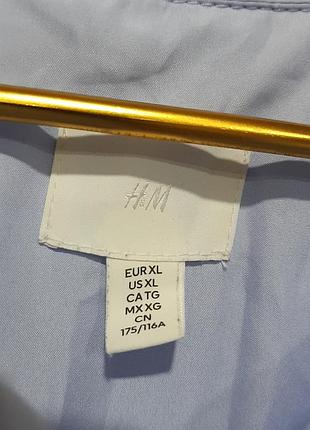 H&M
EUR XL
US XL
CA TG
MX XG
CN
175/116A